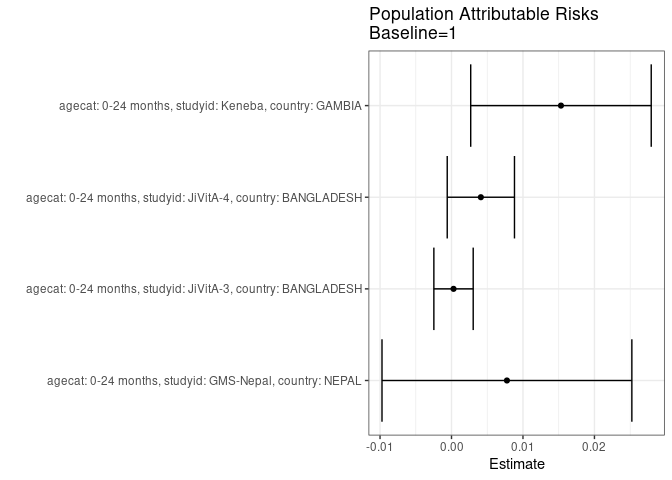 Population Attributable Risks
Baseline=1
agecat: 0-24 months, studyid: Keneba, country: GAMBIA
agecat: 0-24 months, studyid: JiVitA-4, country: BANGLADESH
agecat: 0-24 months, studyid: JiVitA-3, country: BANGLADESH
agecat: 0-24 months, studyid: GMS-Nepal, country: NEPAL
-0.01 0.00 0.01 0.02
Estimate